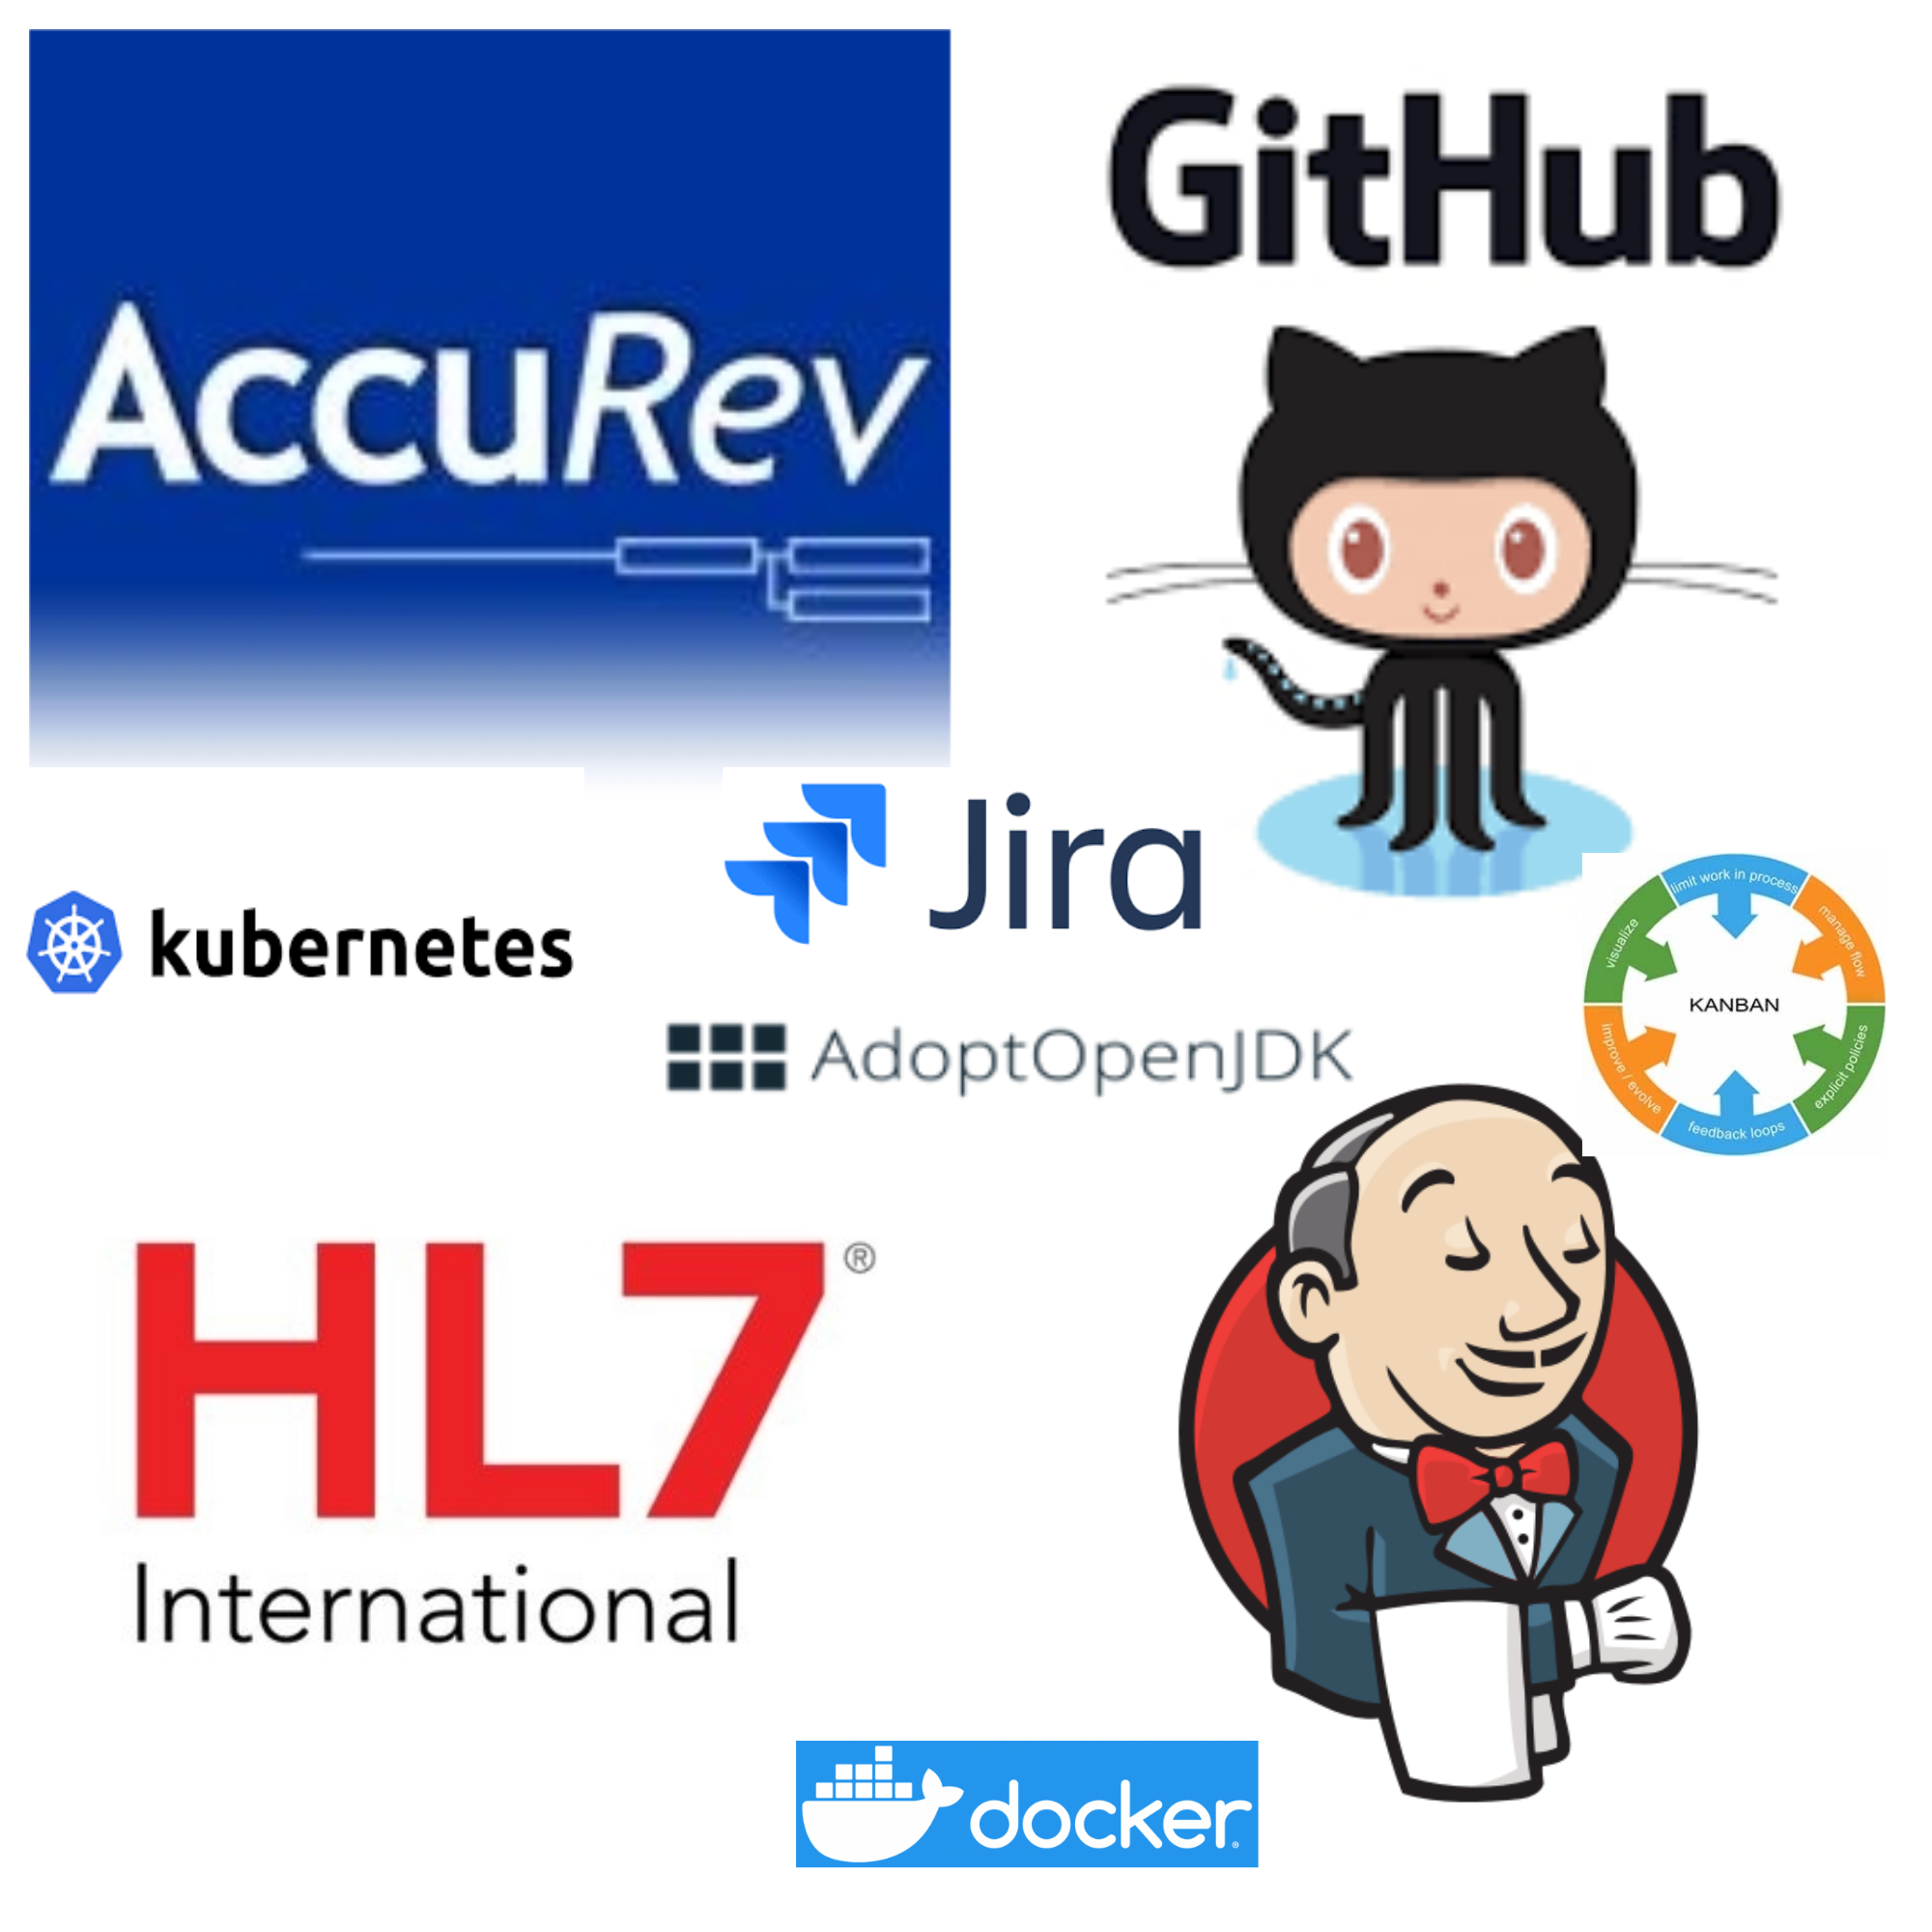 AccuRev
GitHub
Jira
kubernetes
limit work in process
manage flow
explicit policies
feedback loops
improve / evolve
visualize
KANBAN
AdoptOpenJDK
HL7®
International
docker